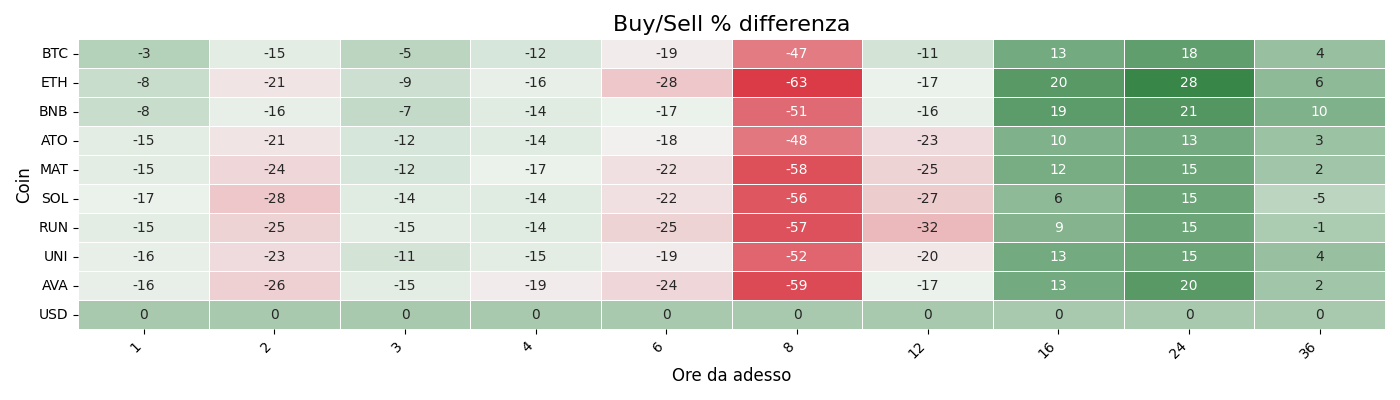 Buy/Sell % differenza
Coin
BTC -3 -15 -5 -12 -19 -47 -11 13 18 4
ETH -8 -21 -9 -16 -28 -63 -17 20 28 6
BNB -8 -16 -7 -14 -17 -51 -16 19 21 10
ATO -15 -21 -12 -14 -18 -48 -23 10 13 3
MAT -15 -24 -12 -17 -22 -58 -25 12 15 2
SOL -17 -28 -14 -14 -22 -56 -27 6 15 -5
RUN -15 -25 -15 -14 -25 -57 -32 9 15 -1
UNI -16 -23 -11 -15 -19 -52 -20 13 15 4
AVA -16 -26 -15 -19 -24 -59 -17 13 20 2
USD 0 0 0 0 0 0 0 0 0 0
1 2 3 4 6 8 12 16 24 36
Ore da adesso